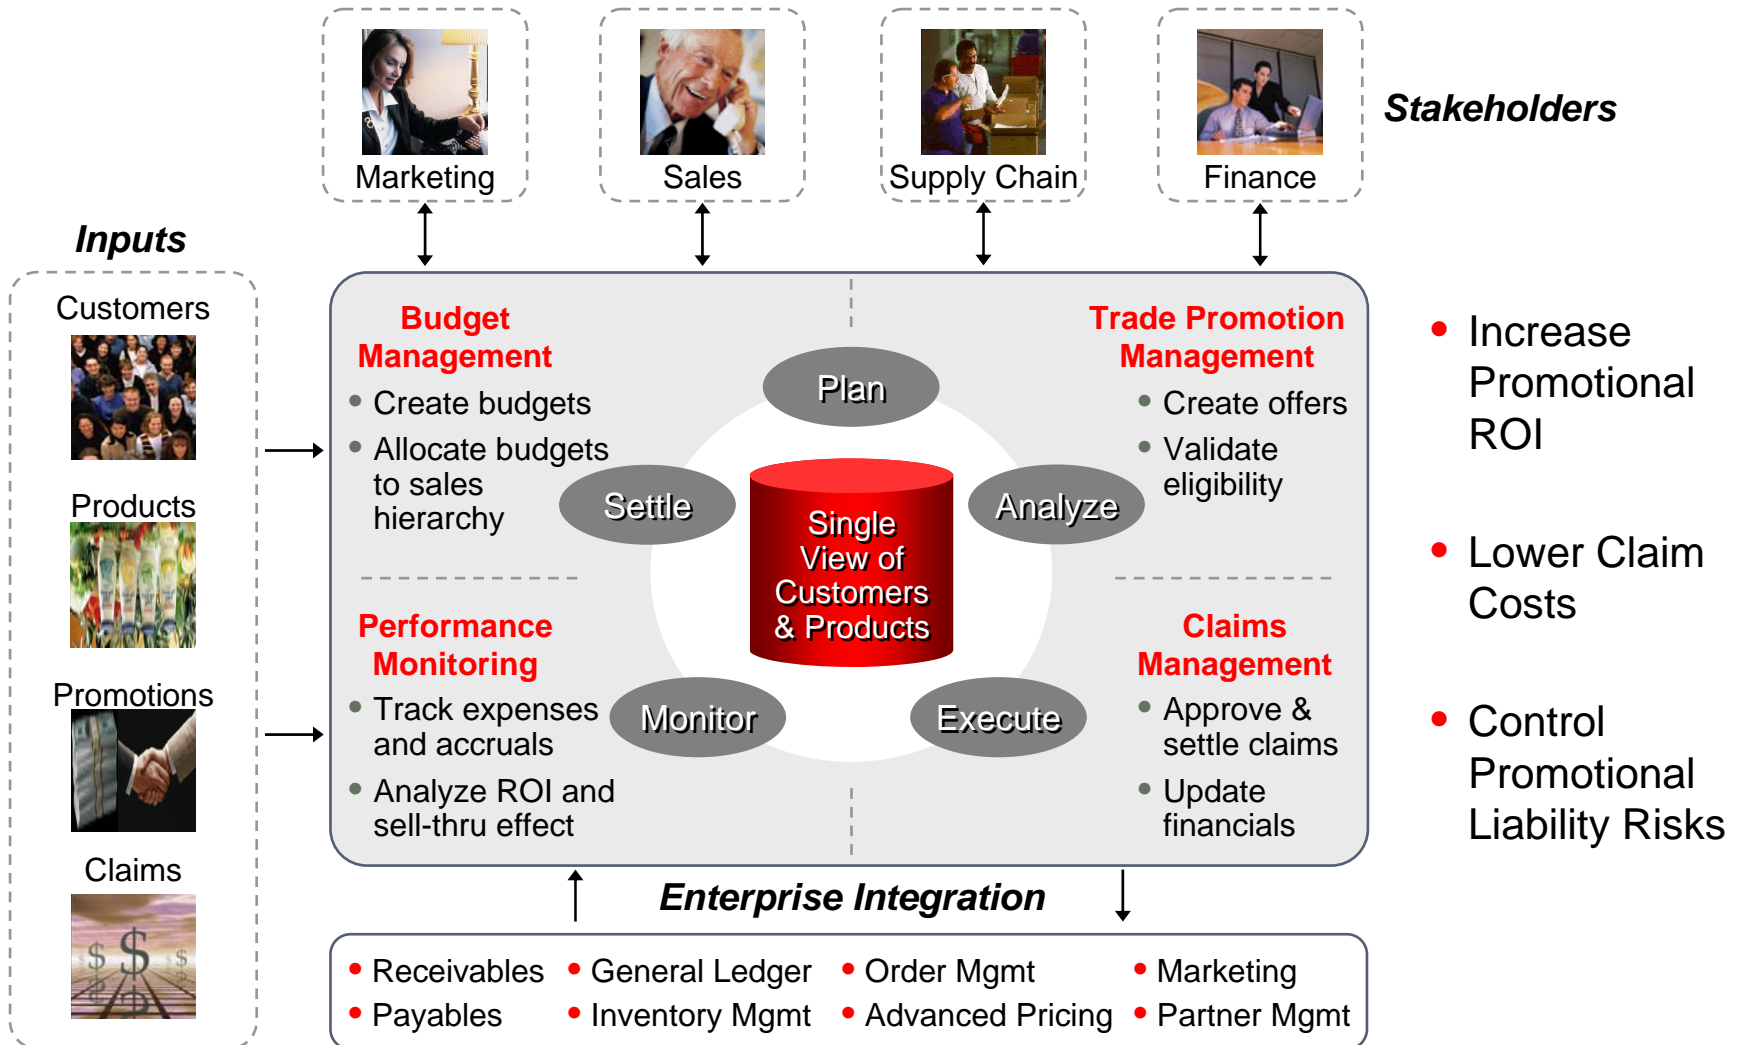 Marketing
Sales
Supply Chain
Finance
Stakeholders
Inputs
Customers
Products
Promotions
Claims
Budget
Management
• Create budgets
• Allocate budgets
to sales
hierarchy
Trade Promotion
Management
• Create offers
• Validate
eligibility
Plan
Settle
Analyze
Single
View of
Customers
& Products
Monitor
Execute
Performance
Monitoring
• Track expenses
and accruals
• Analyze ROI and
sell-thru effect
Claims
Management
• Approve &
settle claims
• Update
financials
• Increase
Promotional
ROI
• Lower Claim
Costs
• Control
Promotional
Liability Risks
Enterprise Integration
• Receivables
• General Ledger
• Order Mgmt
• Marketing
• Payables
• Inventory Mgmt
• Advanced Pricing
• Partner Mgmt